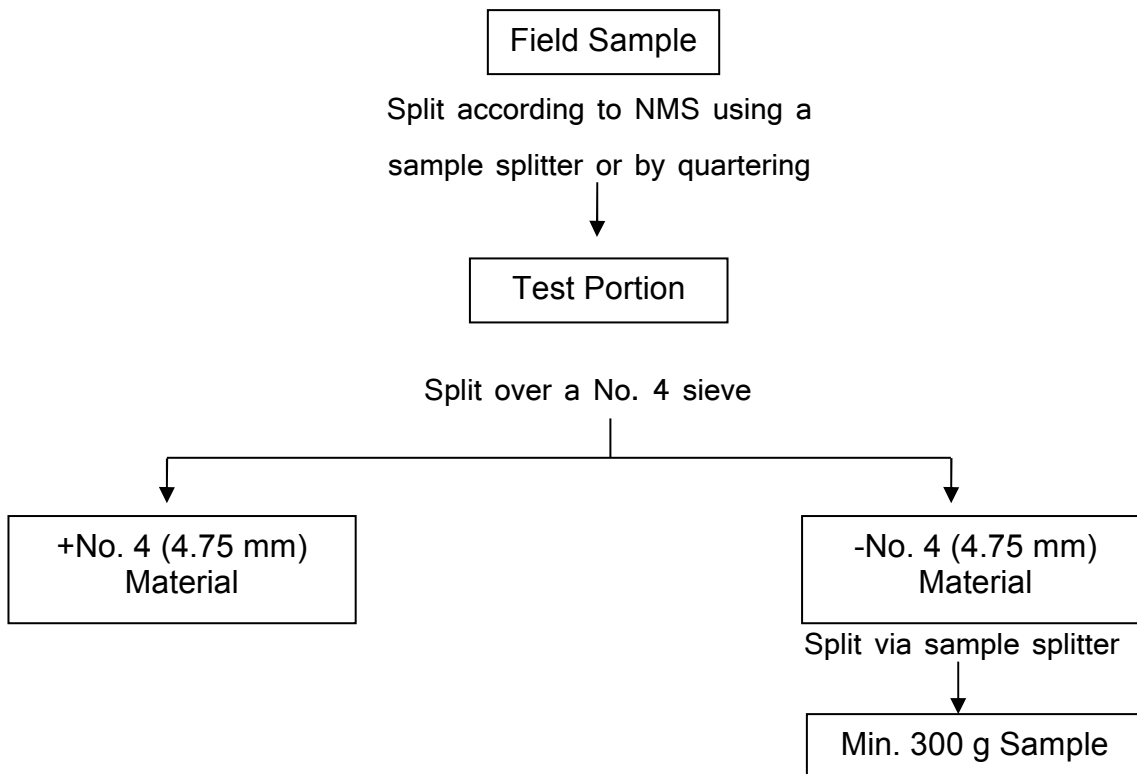 Field Sample
Split according to NMS using a
sample splitter or by quartering
Test Portion
Split over a No. 4 sieve
+No. 4 (4.75 mm)
Material
-No. 4 (4.75 mm)
Material
Split via sample splitter
Min. 300 g Sample